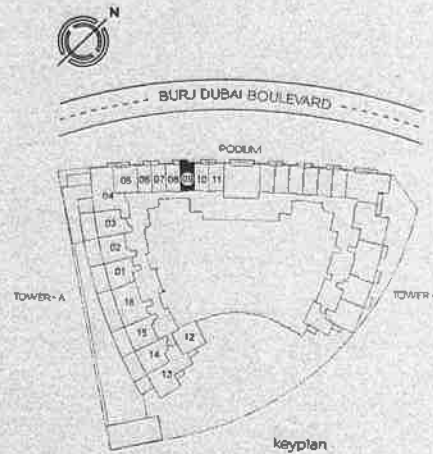 N
BURJ DUBAI BOULEVARD
PODIUM
05 06 07 08 09 10 11
04
03
02
01
TOWER-A
TOWER
16
15
12
14
13
keyplan